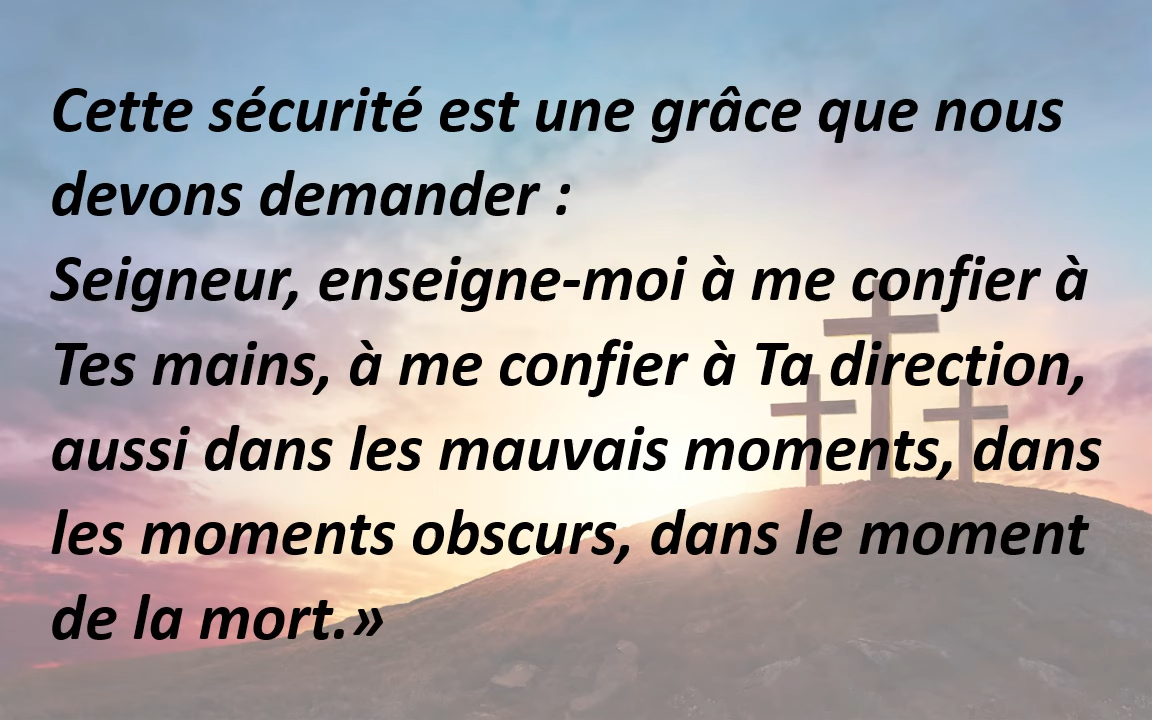 Cette sécurité est une grâce que nous
devons demander :
Seigneur, enseigne-moi à me confier à
Tes mains, à me confier à Ta direction,
aussi dans les mauvais moments, dans
les moments obscurs, dans le moment
de la mort.»